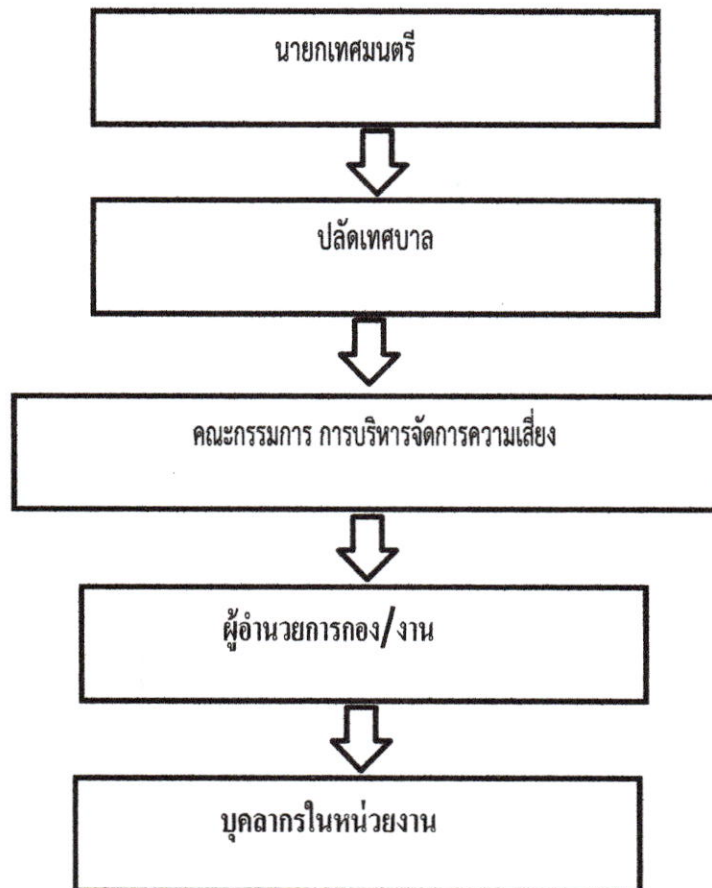 นายกเทศมนตรี
ปลัดเทศบาล
คณะกรรมการ การบริหารจัดการความเสี่ยง
ผู้อำนวยการกอง/งาน
บุคลากรในหน่วยงาน